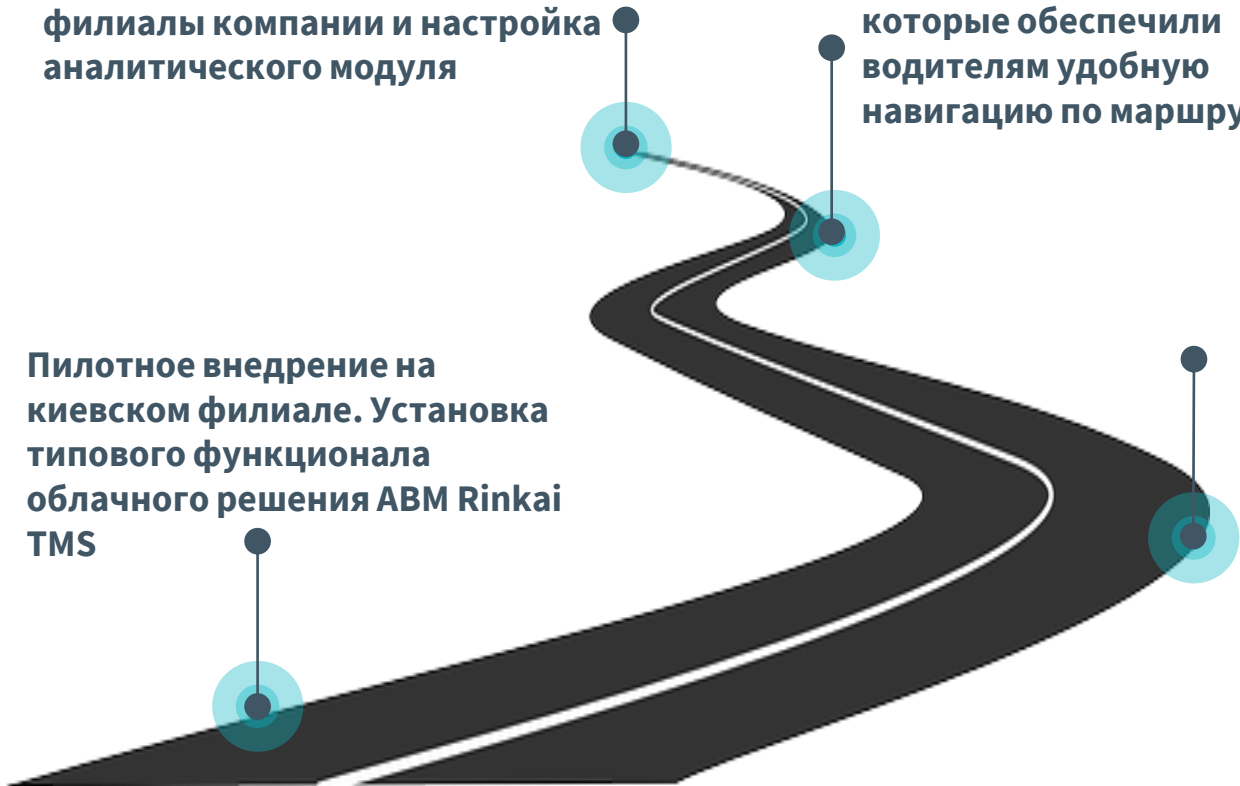 филиалы компании и настройка
аналитического модуля
которые обеспечили
водителям удобную
навигацию по
Пилотное внедрение на
киевском филиале. Установка
типового функционала
облачного решения ABM Rinkai
TMS